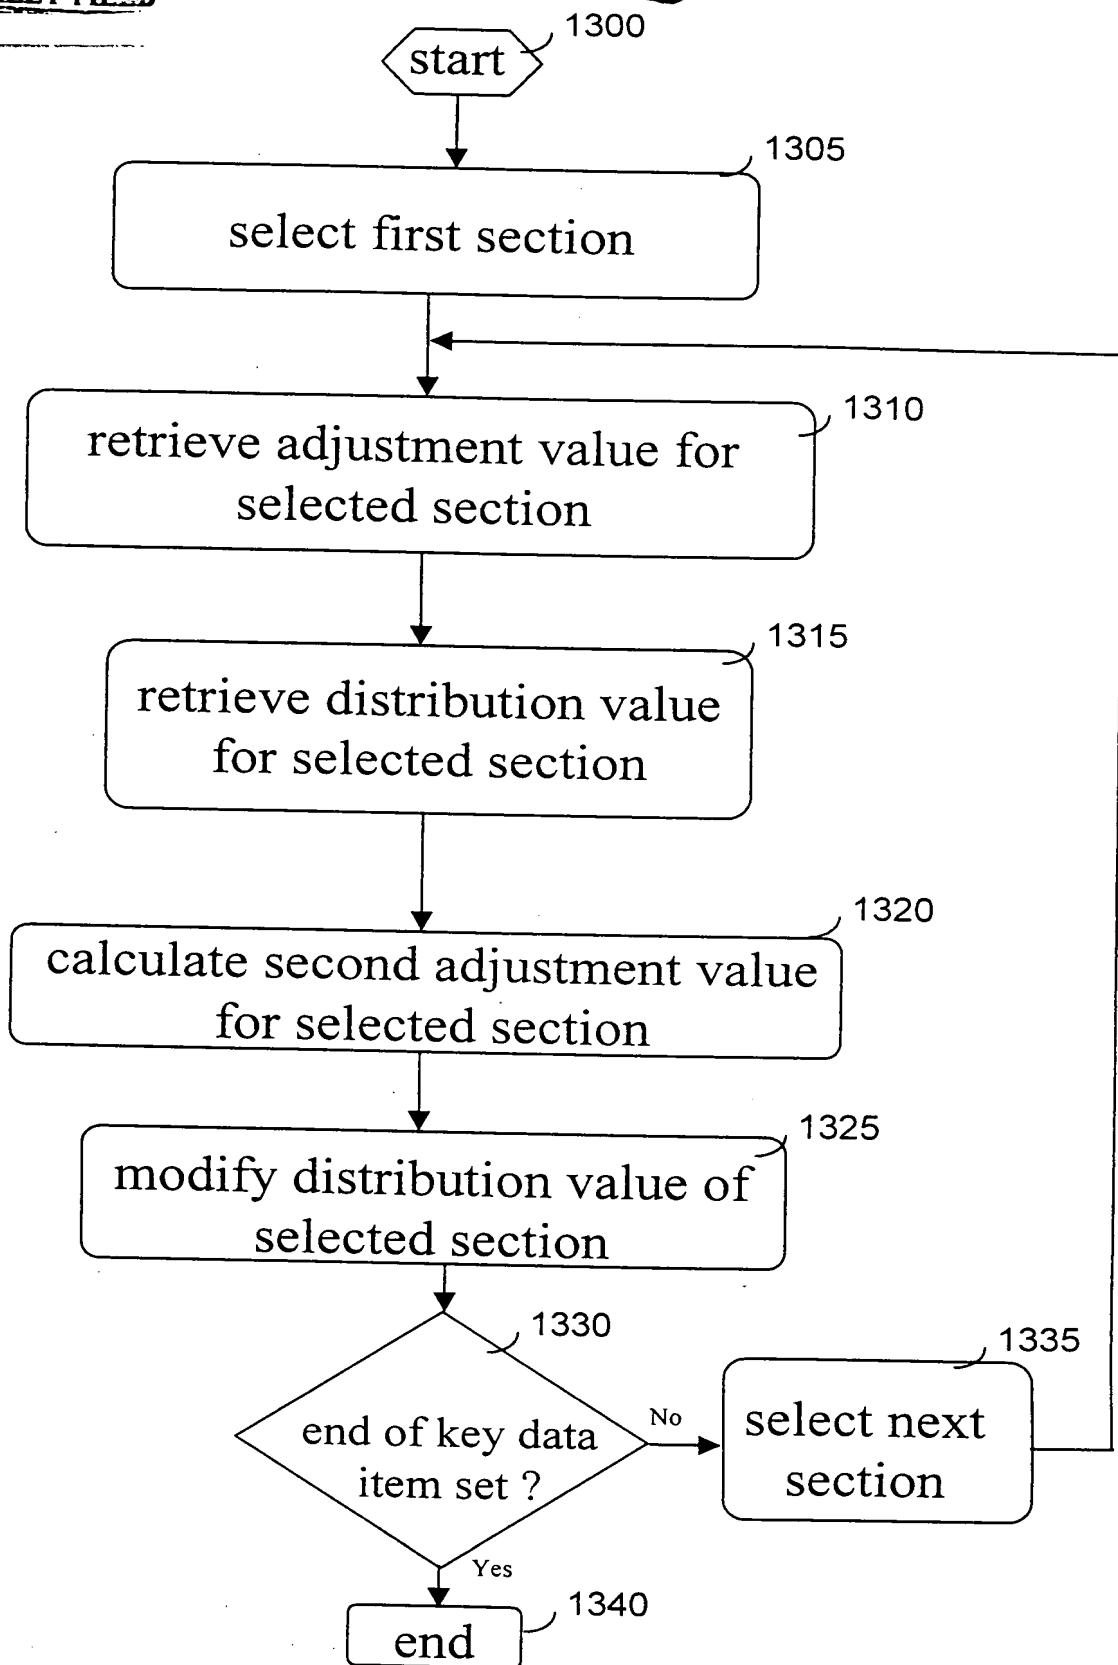 1300
start
1305
select first section
1310
retrieve adjustment value for
selected section
1315
retrieve distribution value
for selected section
1320
calculate second adjustment value
for selected section
1325
modify distribution value of
selected section
1330
end of key data
item set ?
No
1335
select next
section
Yes
1340
end